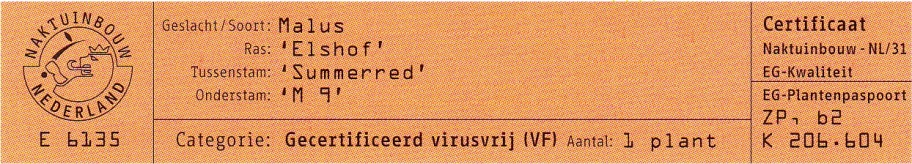 NAKTUINBOUW
NEDERLAND
E 6135
Geslacht/Soort: Malus
Ras: 'Elshof'
Tussenstam: 'Summerred'
Onderstam: 'M 9'
Categorie: Gecertificeerd virusvrij (VF) Aantal: 1 plant
Certificaat
Naktuinbouw - NL/31
EG-Kwaliteit
EG-Plantenpaspoort
ZP, b2
K 206.604